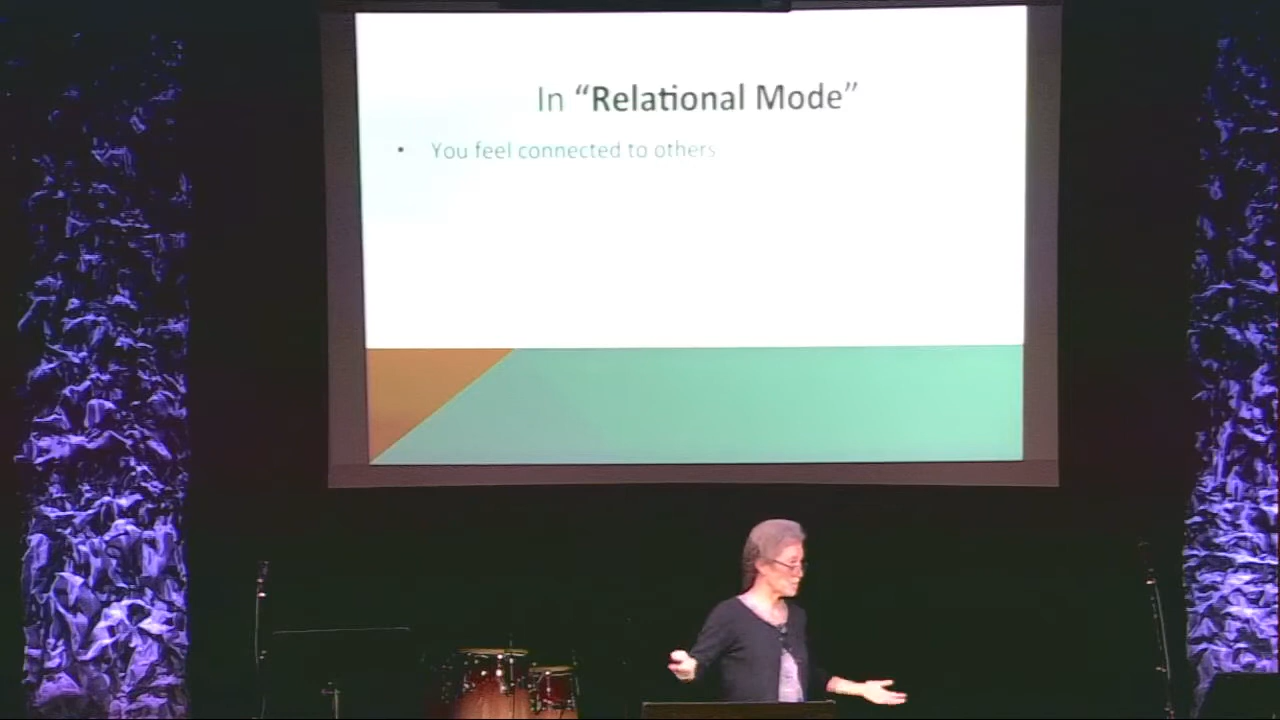 In “Relational Mode”
• You feel connected to others